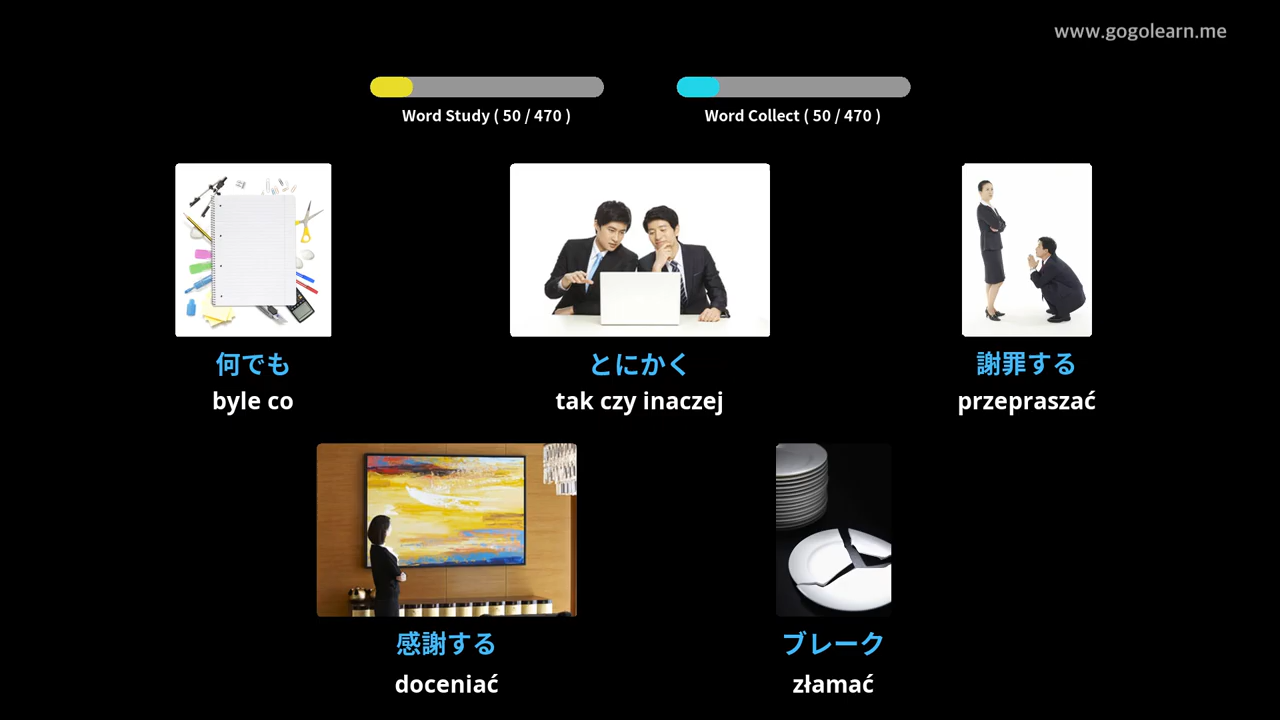 www.gogolearn.me
Word Study ( 50 / 470 )
Word Collect ( 50 / 470 )
何でも
byle co
とにかく
tak czy inaczej
謝罪する
przepraszać
感謝する
doceniać
ブレーク
złamać